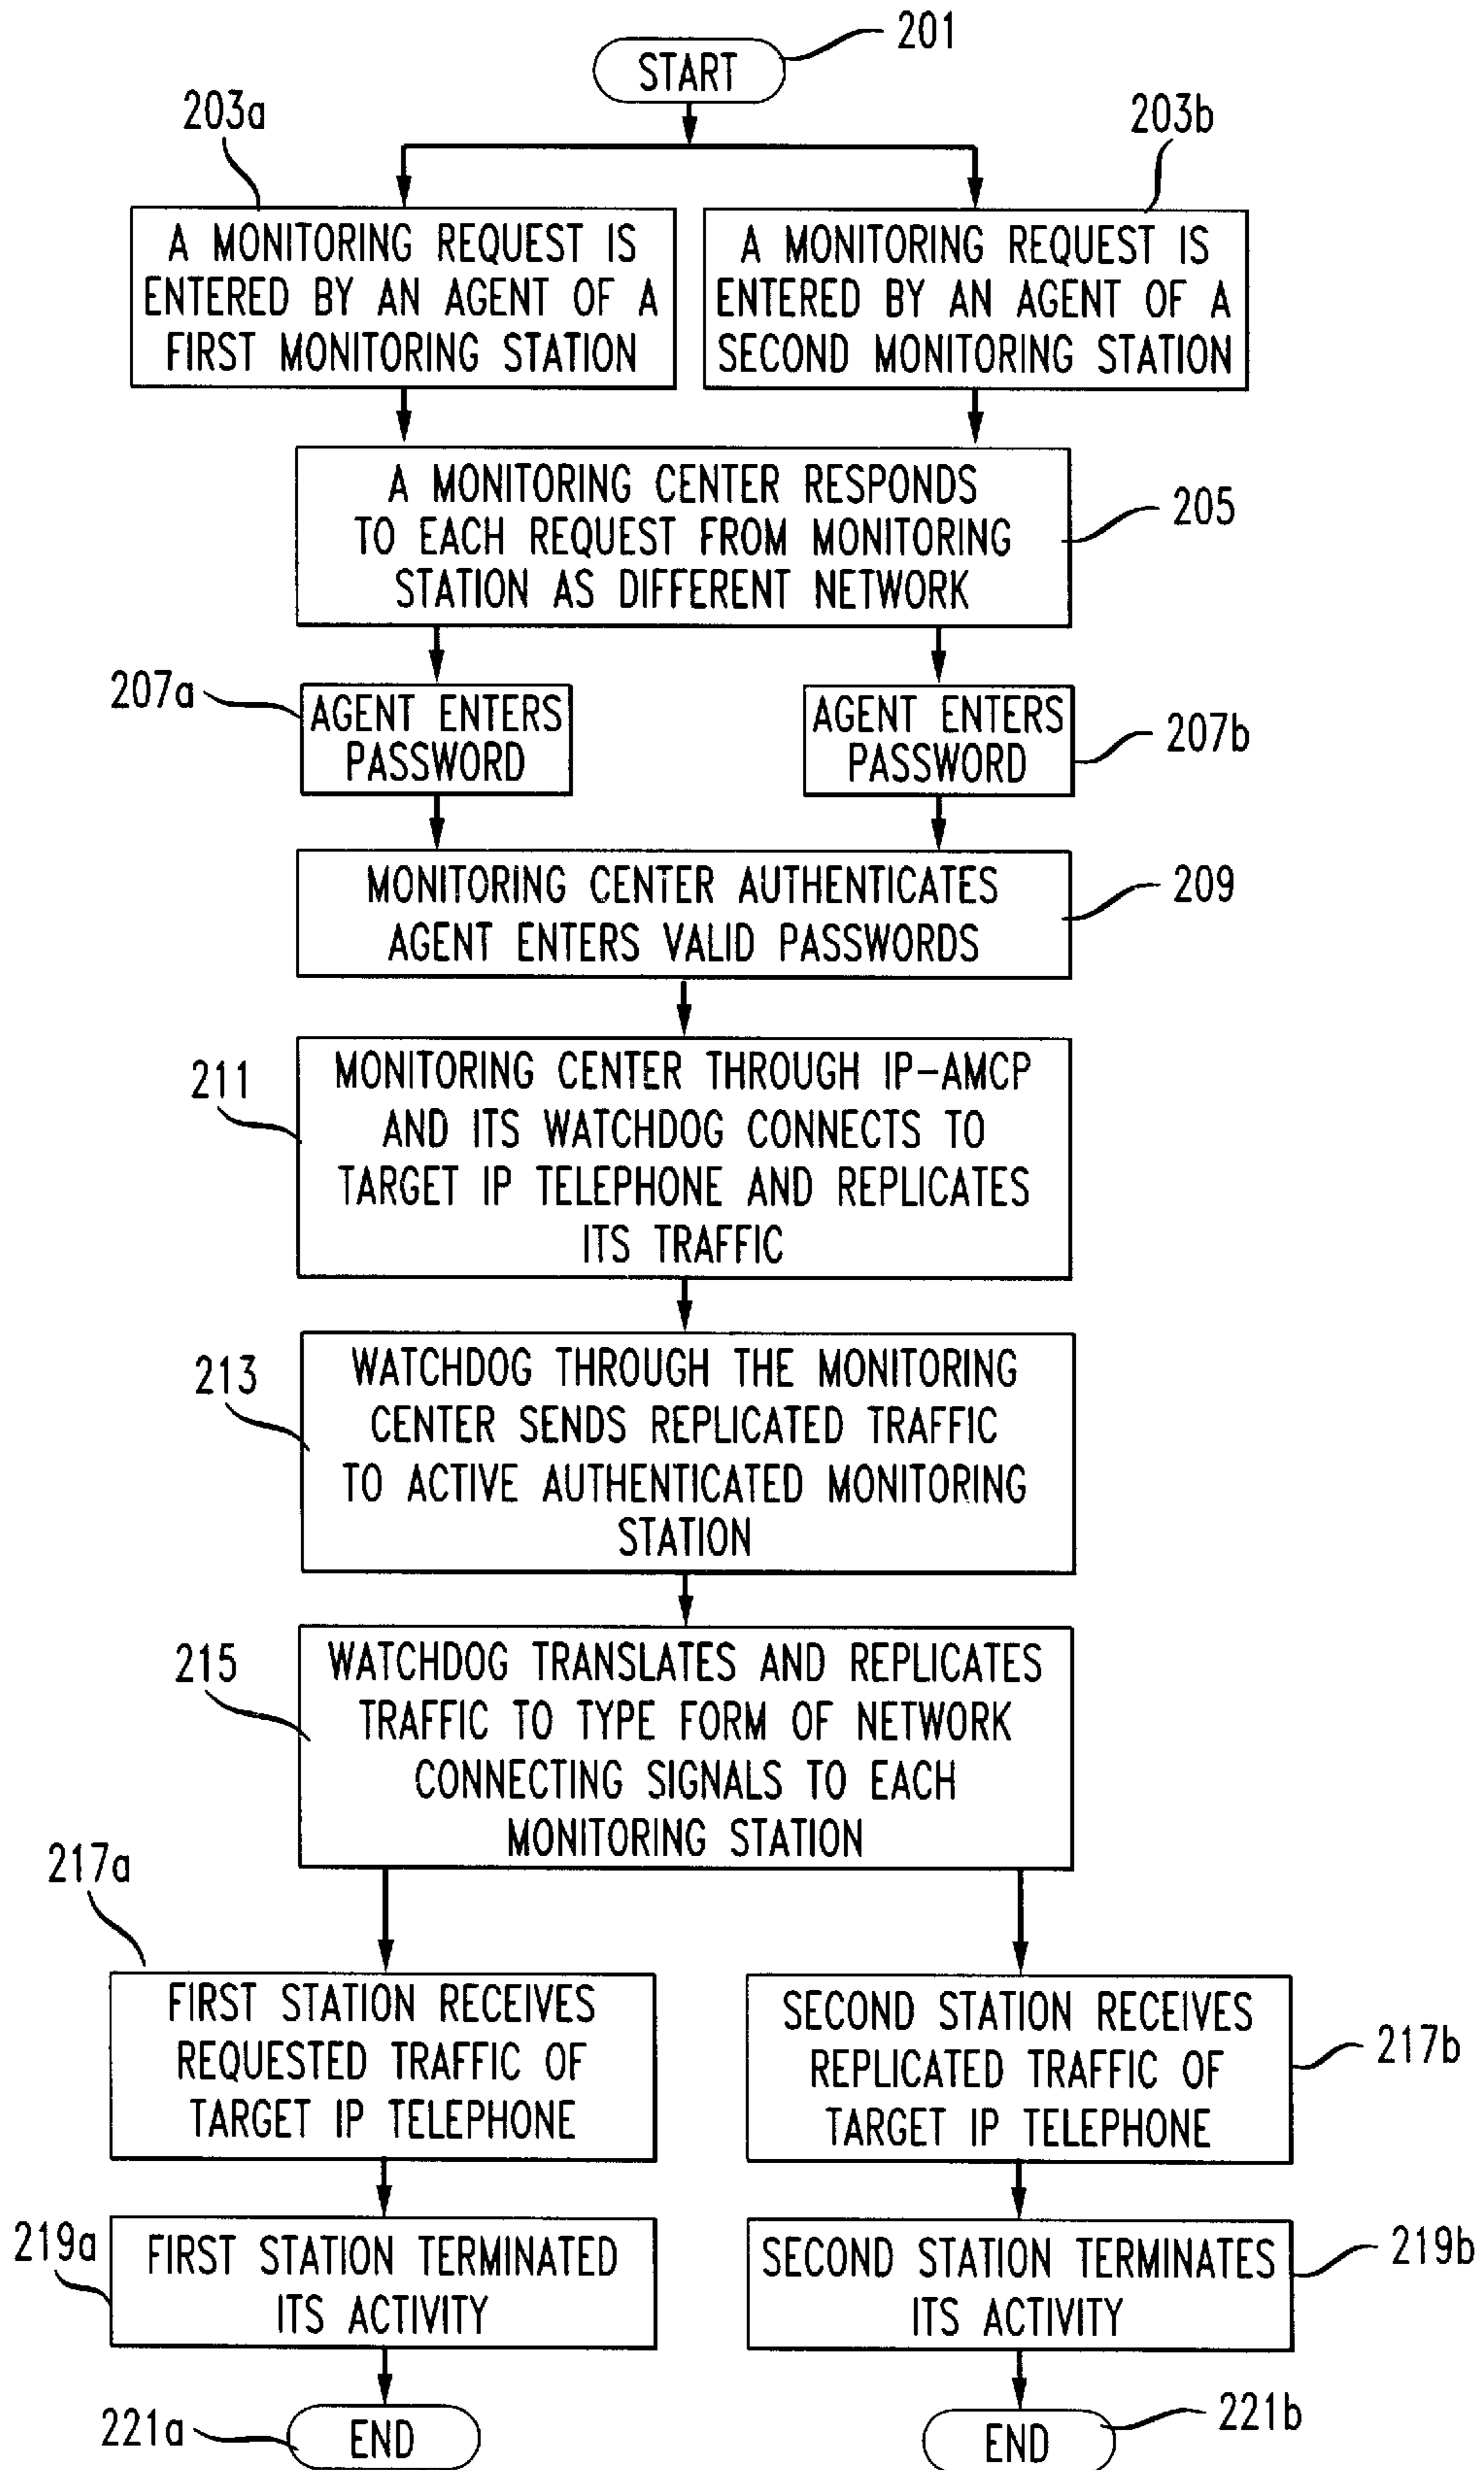 201
START
203a
203b
A MONITORING REQUEST IS
ENTERED BY AN AGENT OF A
FIRST MONITORING STATION
A MONITORING REQUEST IS
ENTERED BY AN AGENT OF A
SECOND MONITORING STATION
A MONITORING CENTER RESPONDS
TO EACH REQUEST FROM MONITORING
STATION AS DIFFERENT NETWORK
205
207a
AGENT ENTERS
PASSWORD
AGENT ENTERS
PASSWORD
207b
MONITORING CENTER AUTHENTICATES
AGENT ENTERS VALID PASSWORDS
209
211
MONITORING CENTER THROUGH IP-AMCP
AND ITS WATCHDOG CONNECTS TO
TARGET IP TELEPHONE AND REPLICATES
ITS TRAFFIC
213
WATCHDOG THROUGH THE MONITORING
CENTER SENDS REPLICATED TRAFFIC
TO ACTIVE AUTHENTICATED MONITORING
STATION
215
WATCHDOG TRANSLATES AND REPLICATES
TRAFFIC TO TYPE FORM OF NETWORK
CONNECTING SIGNALS TO EACH
MONITORING STATION
217a
FIRST STATION RECEIVES
REQUESTED TRAFFIC OF
TARGET IP TELEPHONE
SECOND STATION RECEIVES
REPLICATED TRAFFIC OF
TARGET IP TELEPHONE
217b
219a
FIRST STATION TERMINATED
ITS ACTIVITY
SECOND STATION TERMINATES
ITS ACTIVITY
219b
221a
END
END
221b